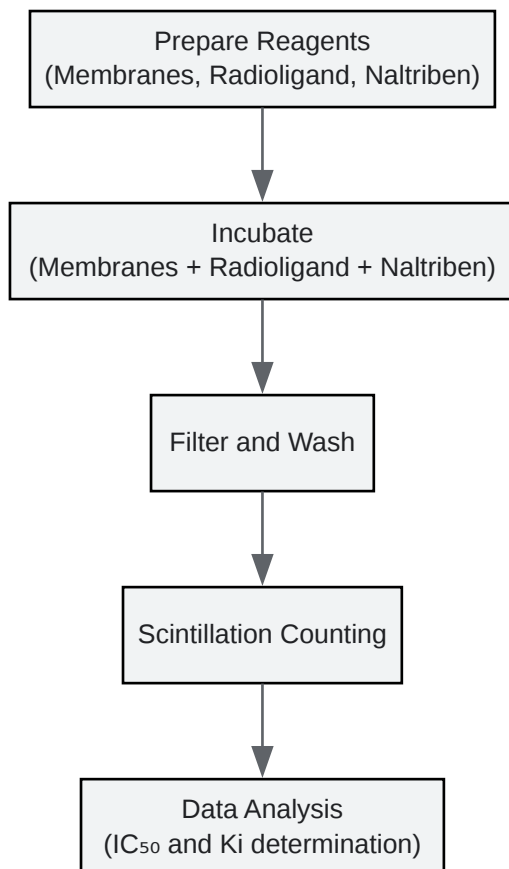 Prepare Reagents
(Membranes, Radioligand, Naltriben)
Incubate
(Membranes + Radioligand + Naltriben)
Filter and Wash
Scintillation Counting
Data Analysis
(IC₅₀ and Ki determination)